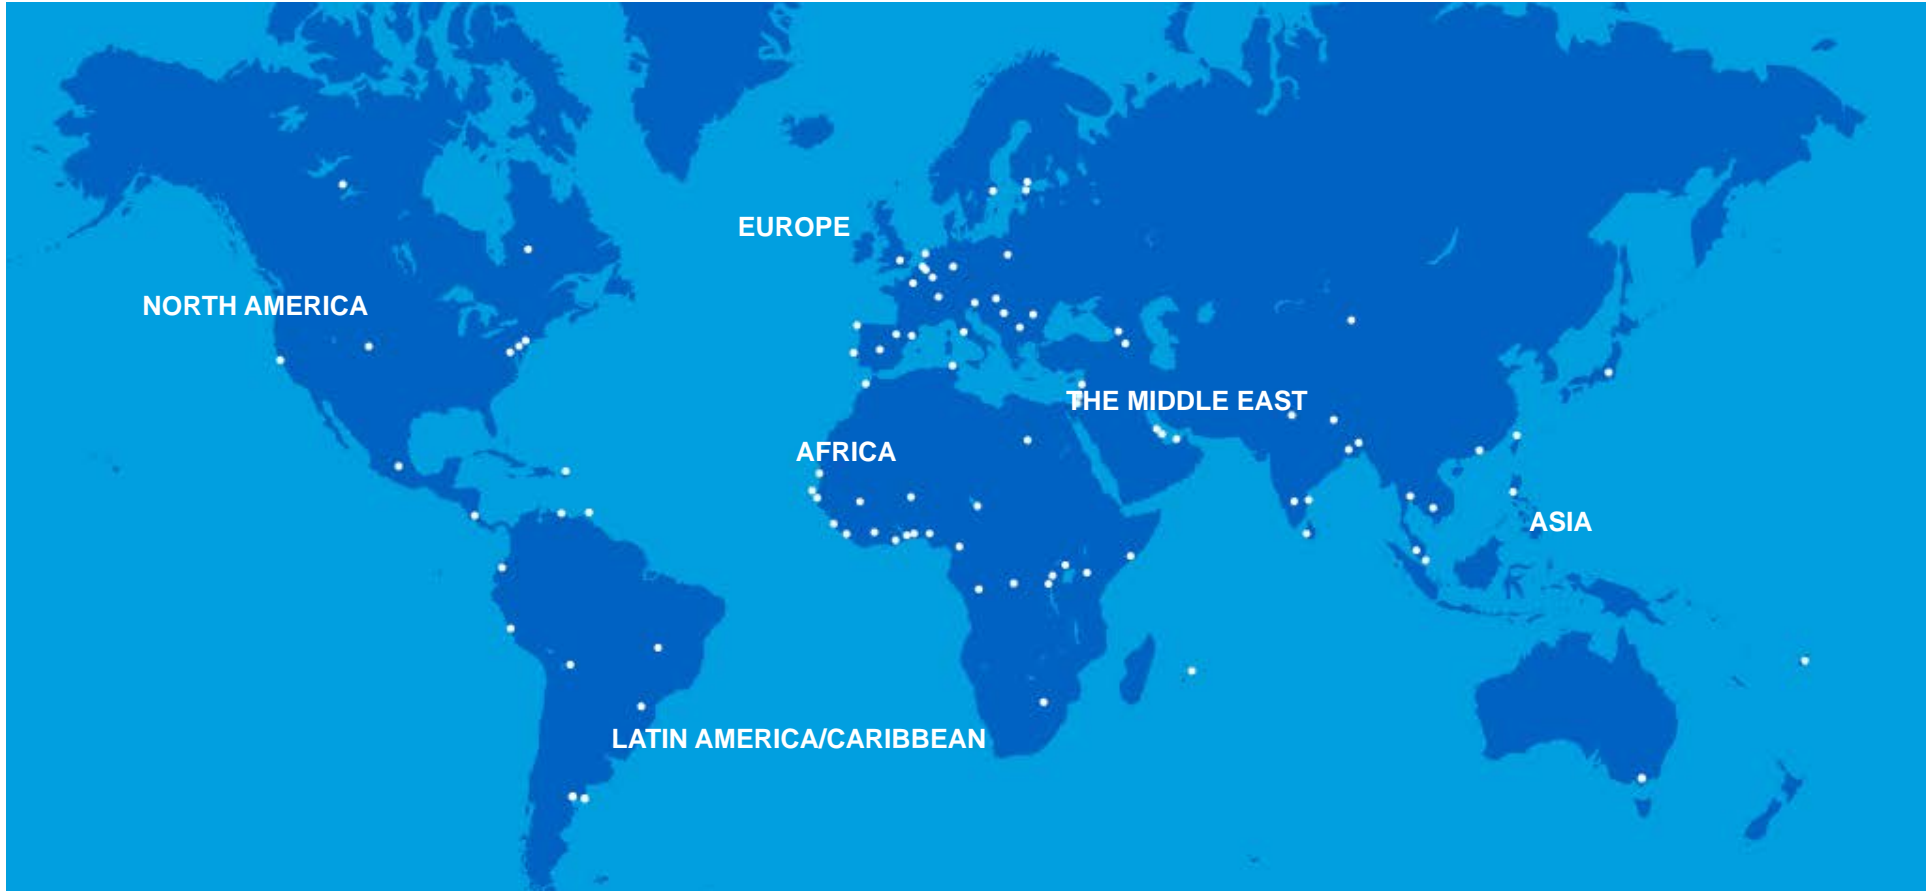 EUROPE
NORTH AMERICA
THE MIDDLE EAST
AFRICA
ASIA
LATIN AMERICA/CARIBBEAN